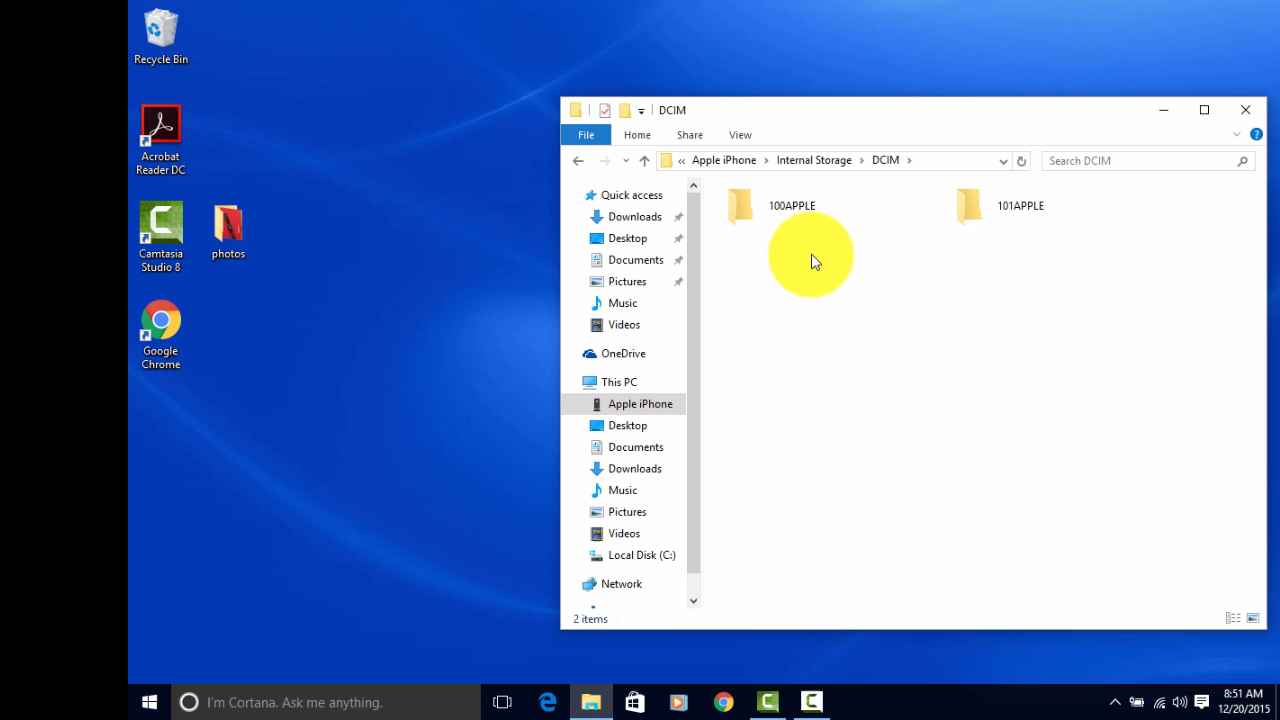 Recycle Bin
Acrobat
Reader DC
Camtasia
Studio 8
photos
Google
Chrome
DCIM
File Home Share View
« Apple iPhone Internal Storage DCIM
Search DCIM
Quick access
Downloads
Desktop
Documents
Pictures
Music
Videos
OneDrive
This PC
Apple iPhone
Desktop
Documents
Downloads
Music
Pictures
Videos
Local Disk (C:)
Network
100APPLE
101APPLE
2 items
I'm Cortana. Ask me anything.
8:51 AM
12/20/2015